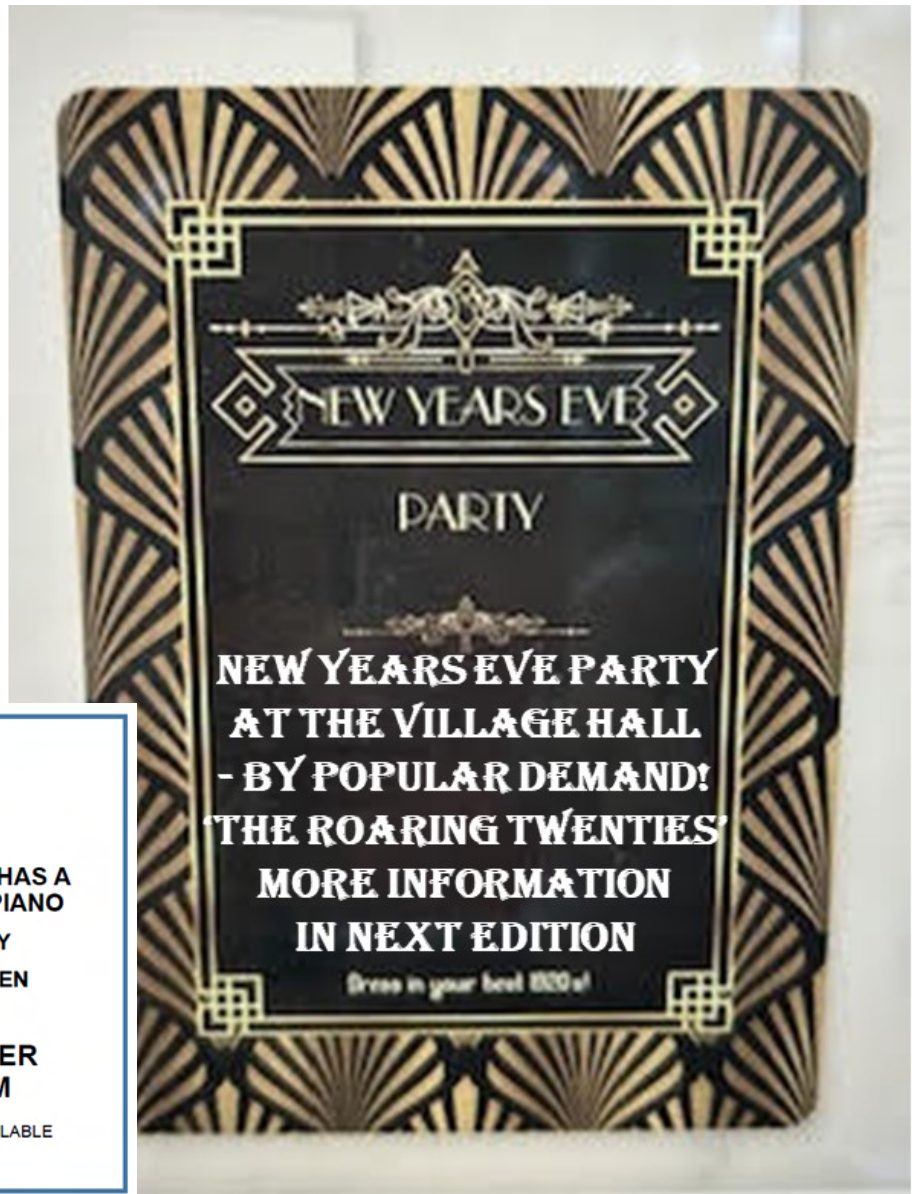 NEW YEARS EVE
PARTY
NEW YEARS EVE PARTY
AT THE VILLAGE HALL
- BY POPULAR DEMAND!
'THE ROARING TWENTIES'
MORE INFORMATION
IN NEXT EDITION
Dress in your best 1920s!
HAS A
PIANO
Y
EN
ER
M
LABLE